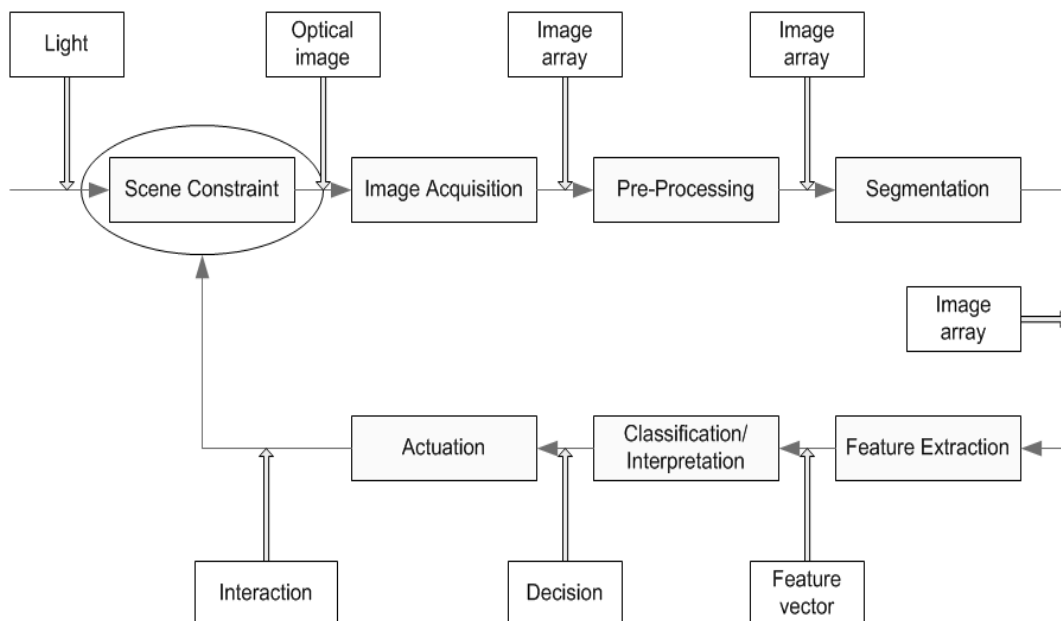 Light
Optical
image
Image
array
Image
array
Scene Constraint
Image Acquisition
Pre-Processing
Segmentation
Image
array
Actuation
Classification/
Interpretation
Feature Extraction
Interaction
Decision
Feature
vector